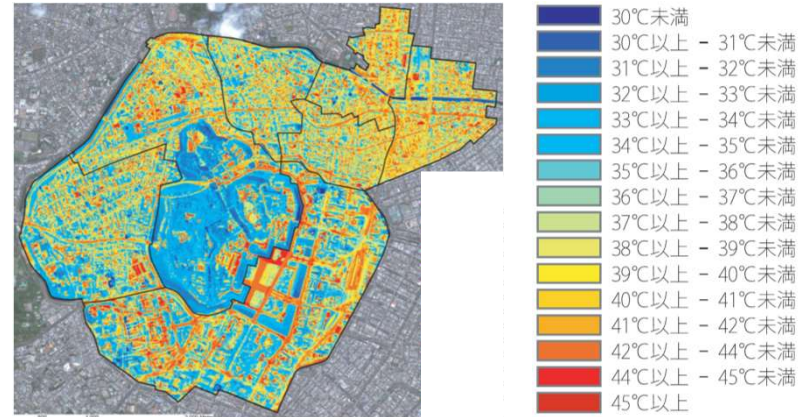 30℃未満
30℃以上 - 31℃未満
31℃以上 - 32℃未満
32℃以上 - 33℃未満
33℃以上 - 34℃未満
34℃以上 - 35℃未満
35℃以上 - 36℃未満
36℃以上 - 37℃未満
37℃以上 - 38℃未満
38℃以上 - 39℃未満
39℃以上 - 40℃未満
40℃以上 - 41℃未満
41℃以上 - 42℃未満
42℃以上 - 44℃未満
44℃以上 - 45℃未満
45℃以上